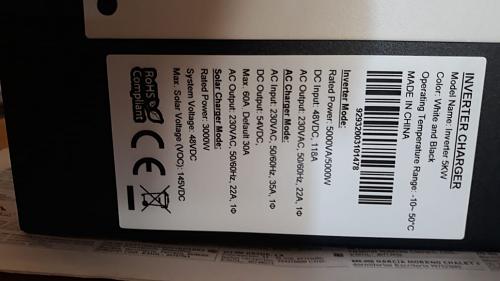 INVERTER CHARGER
Model Name: Inverter 5KW
Color: White and Black
Operating Temperature Range: -10~ 50°C
MADE IN CHINA
92932003101478
Inverter Mode:
Rated Power: 5000VA/5000W
DC Input: 48VDC, 118A
AC Output: 230VAC, 50/60Hz, 22A, 1Φ
AC Charger Mode:
AC Input: 230VAC, 50/60Hz, 35A, 1Φ
DC Output: 54VDC,
Max. 60A, Default 30A
AC Output: 230VAC, 50/60Hz, 22A, 1Φ
Solar Charger Mode:
Rated Power: 3000W
System Voltage: 48VDC
Max. Solar Voltage (VOC): 145VDC
RoHS
Compliant
CE
GARCIA MORENO CHALET